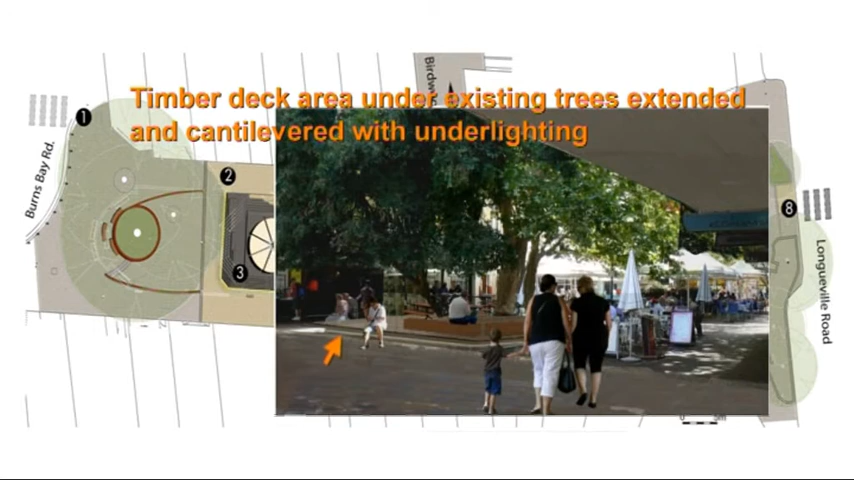 Timber deck area under existing trees extended
and cantilevered with underlighting
Burns Bay Rd.
1
2
3
8
Longueville Road